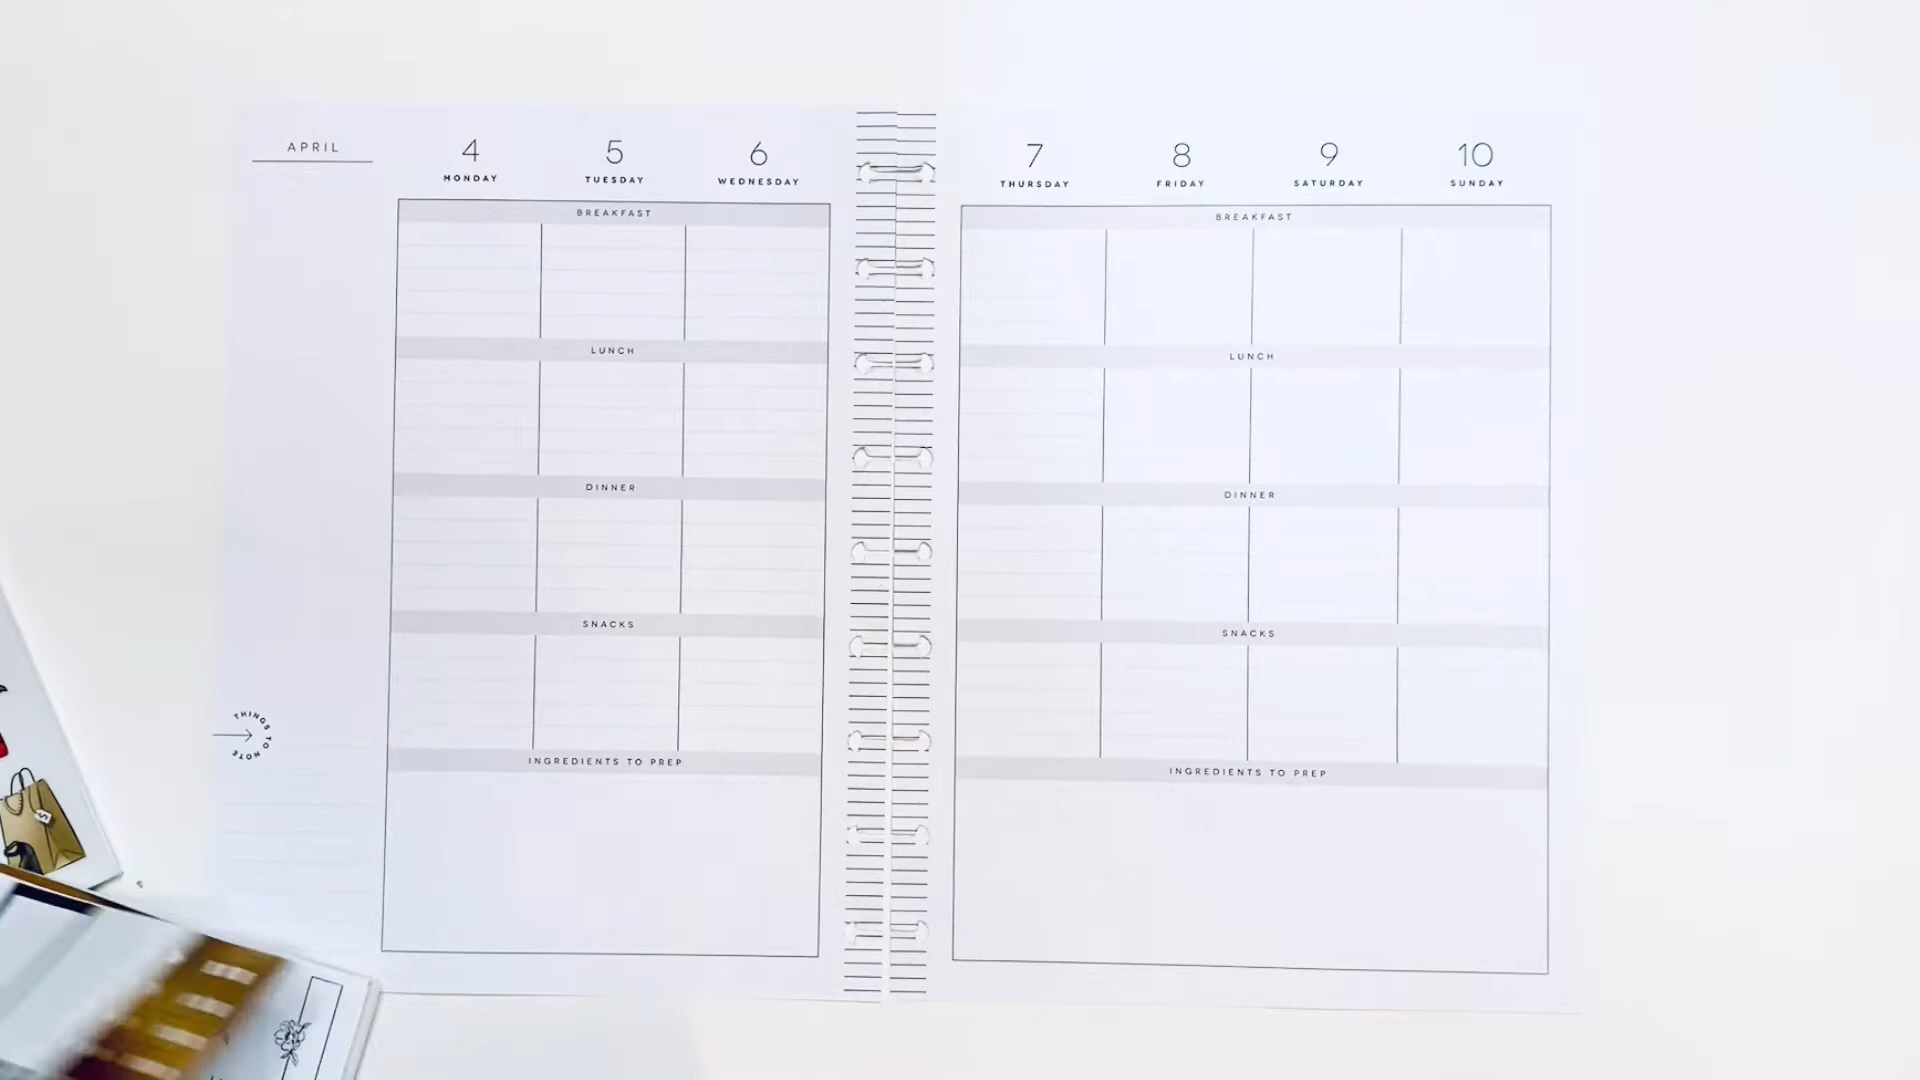 APRIL
4 5 6
MONDAY TUESDAY WEDNESDAY
BREAKFAST
LUNCH
DINNER
SNACKS
INGREDIENTS TO PREP
THINGS TO NOTE
7 8 9 10
THURSDAY FRIDAY SATURDAY SUNDAY
BREAKFAST
LUNCH
DINNER
SNACKS
INGREDIENTS TO PREP